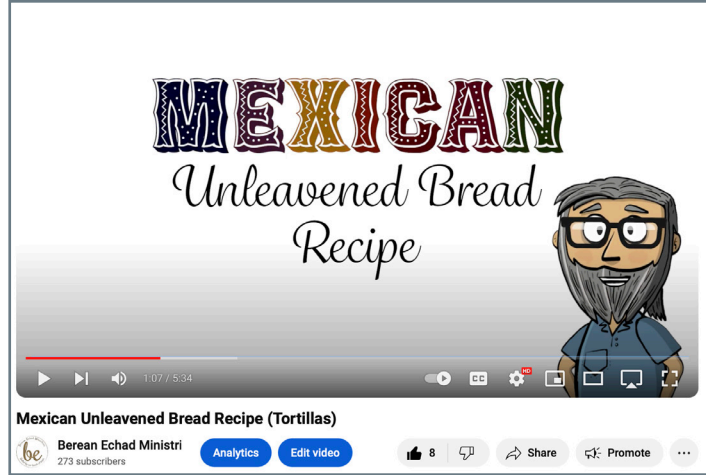 MEXICAN
Unleavened Bread
Recipe
1:07 / 5:34
CC
HD
Mexican Unleavened Bread Recipe (Tortillas)
be
Berean Echad Ministri
273 subscribers
Analytics
Edit video
8
Share
Promote